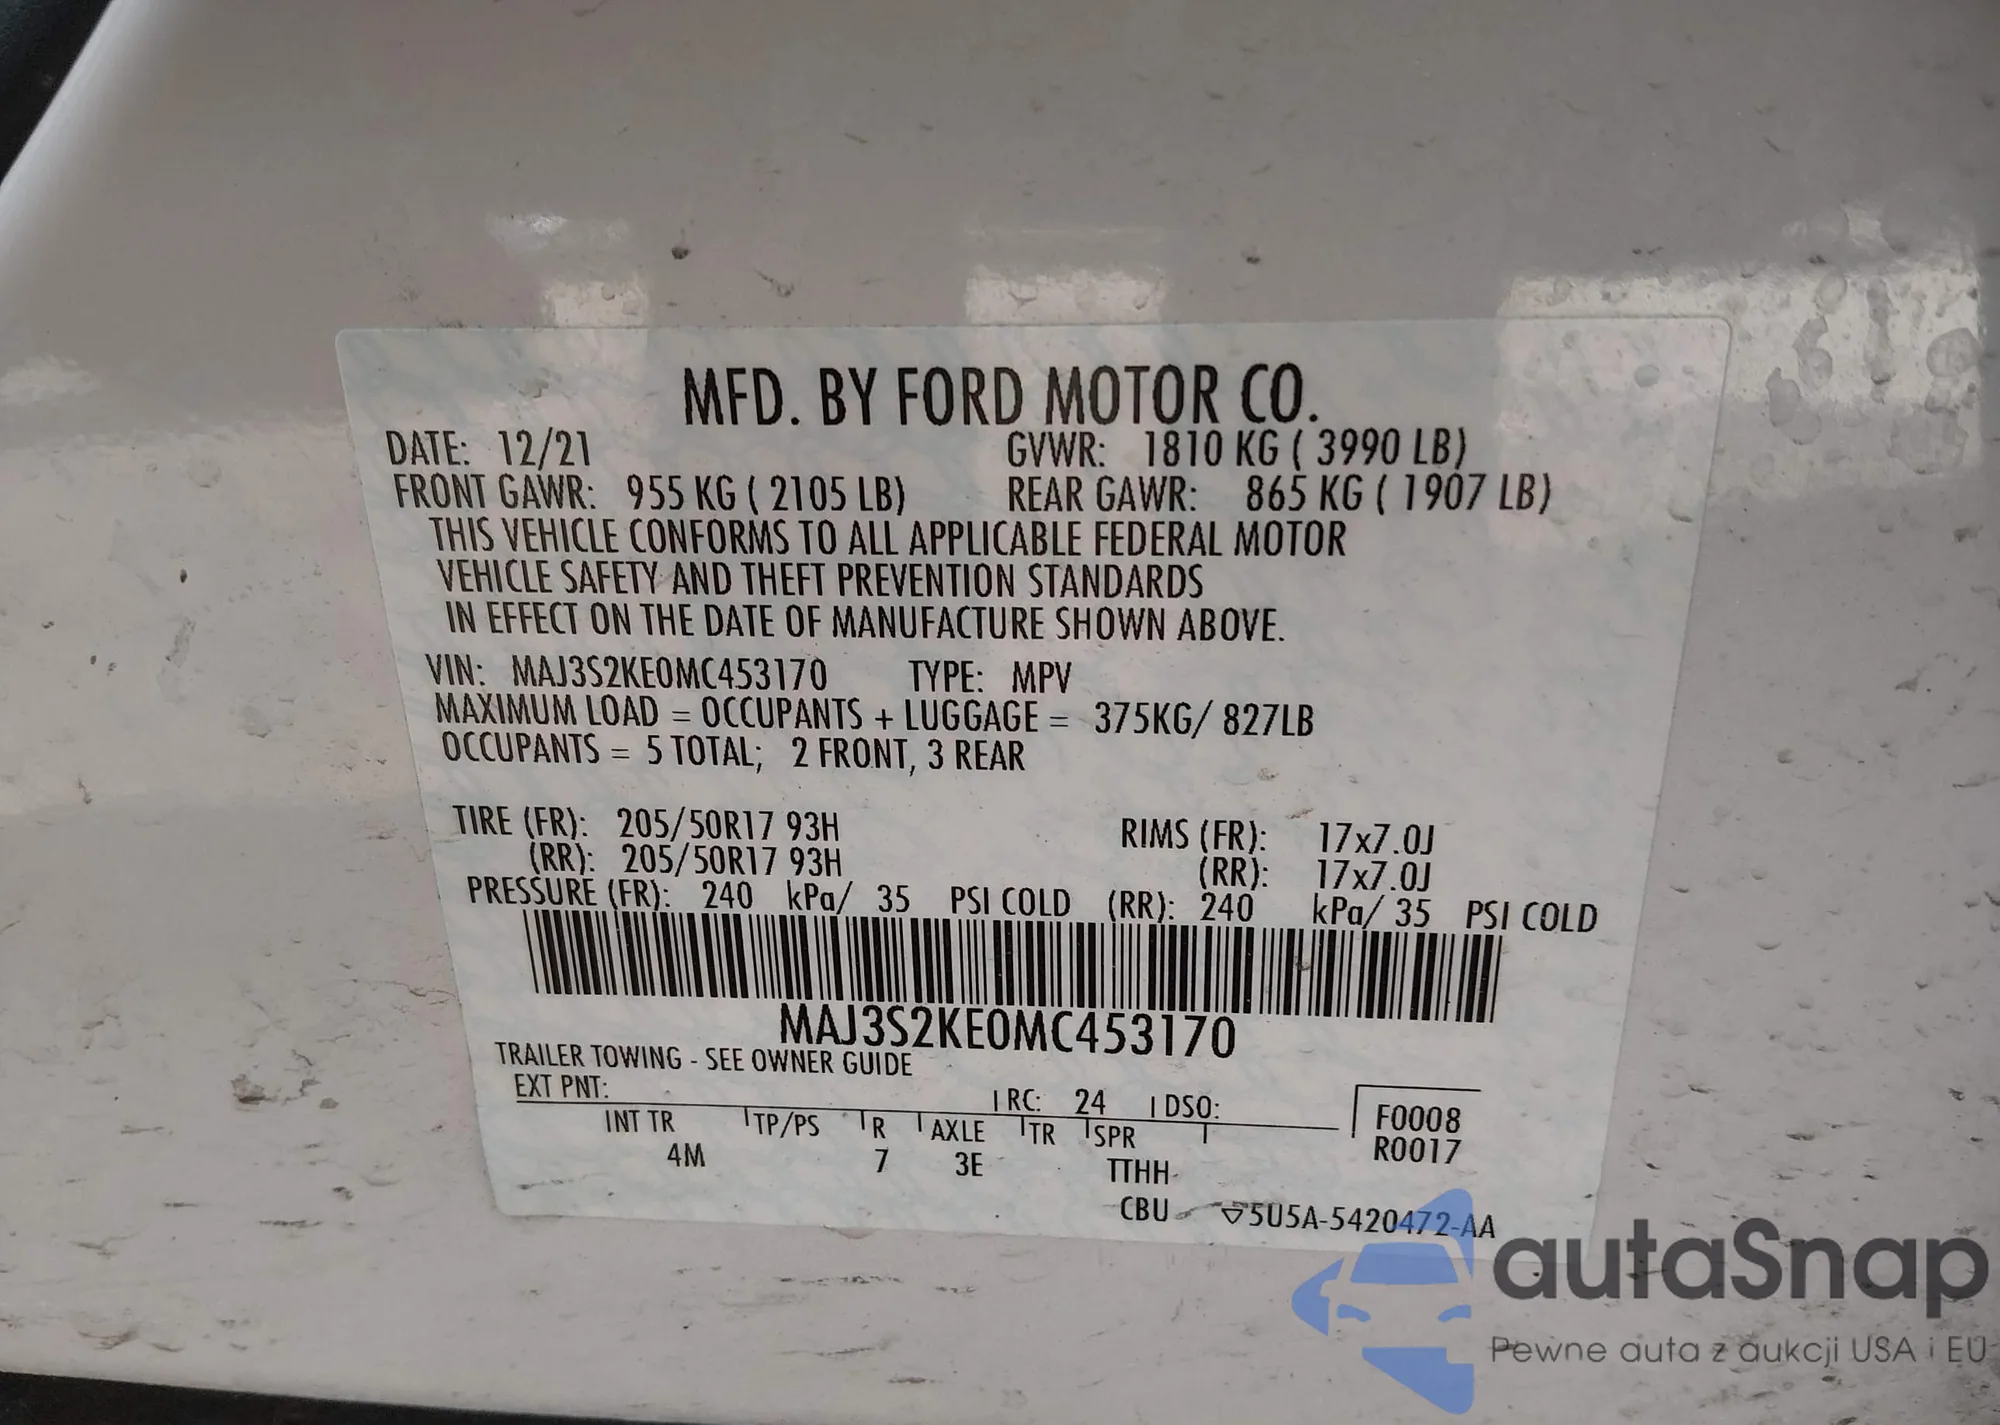 MFD. BY FORD MOTOR CO.
DATE: 12/21 GVWR: 1810 KG ( 3990 LB)
FRONT GAWR: 955 KG ( 2105 LB) REAR GAWR: 865 KG ( 1907 LB)
THIS VEHICLE CONFORMS TO ALL APPLICABLE FEDERAL MOTOR
VEHICLE SAFETY AND THEFT PREVENTION STANDARDS
IN EFFECT ON THE DATE OF MANUFACTURE SHOWN ABOVE.
VIN: MAJ3S2KE0MC453170 TYPE: MPV
MAXIMUM LOAD = OCCUPANTS + LUGGAGE = 375KG/ 827LB
OCCUPANTS = 5 TOTAL; 2 FRONT, 3 REAR
TIRE (FR): 205/50R17 93H RIMS (FR): 17x7.0J
(RR): 205/50R17 93H (RR): 17x7.0J
PRESSURE (FR): 240 kPa/ 35 PSI COLD (RR): 240 kPa/ 35 PSI COLD
MAJ3S2KE0MC453170
TRAILER TOWING - SEE OWNER GUIDE
EXT PNT: RC: 24 DSO: F0008
INT TR TP/PS R AXLE TR SPR R0017
4M 7 3E TTHH
CBU 5U5A-5420472-AA
autaSnap
Pewne auta z aukcji USA i EU